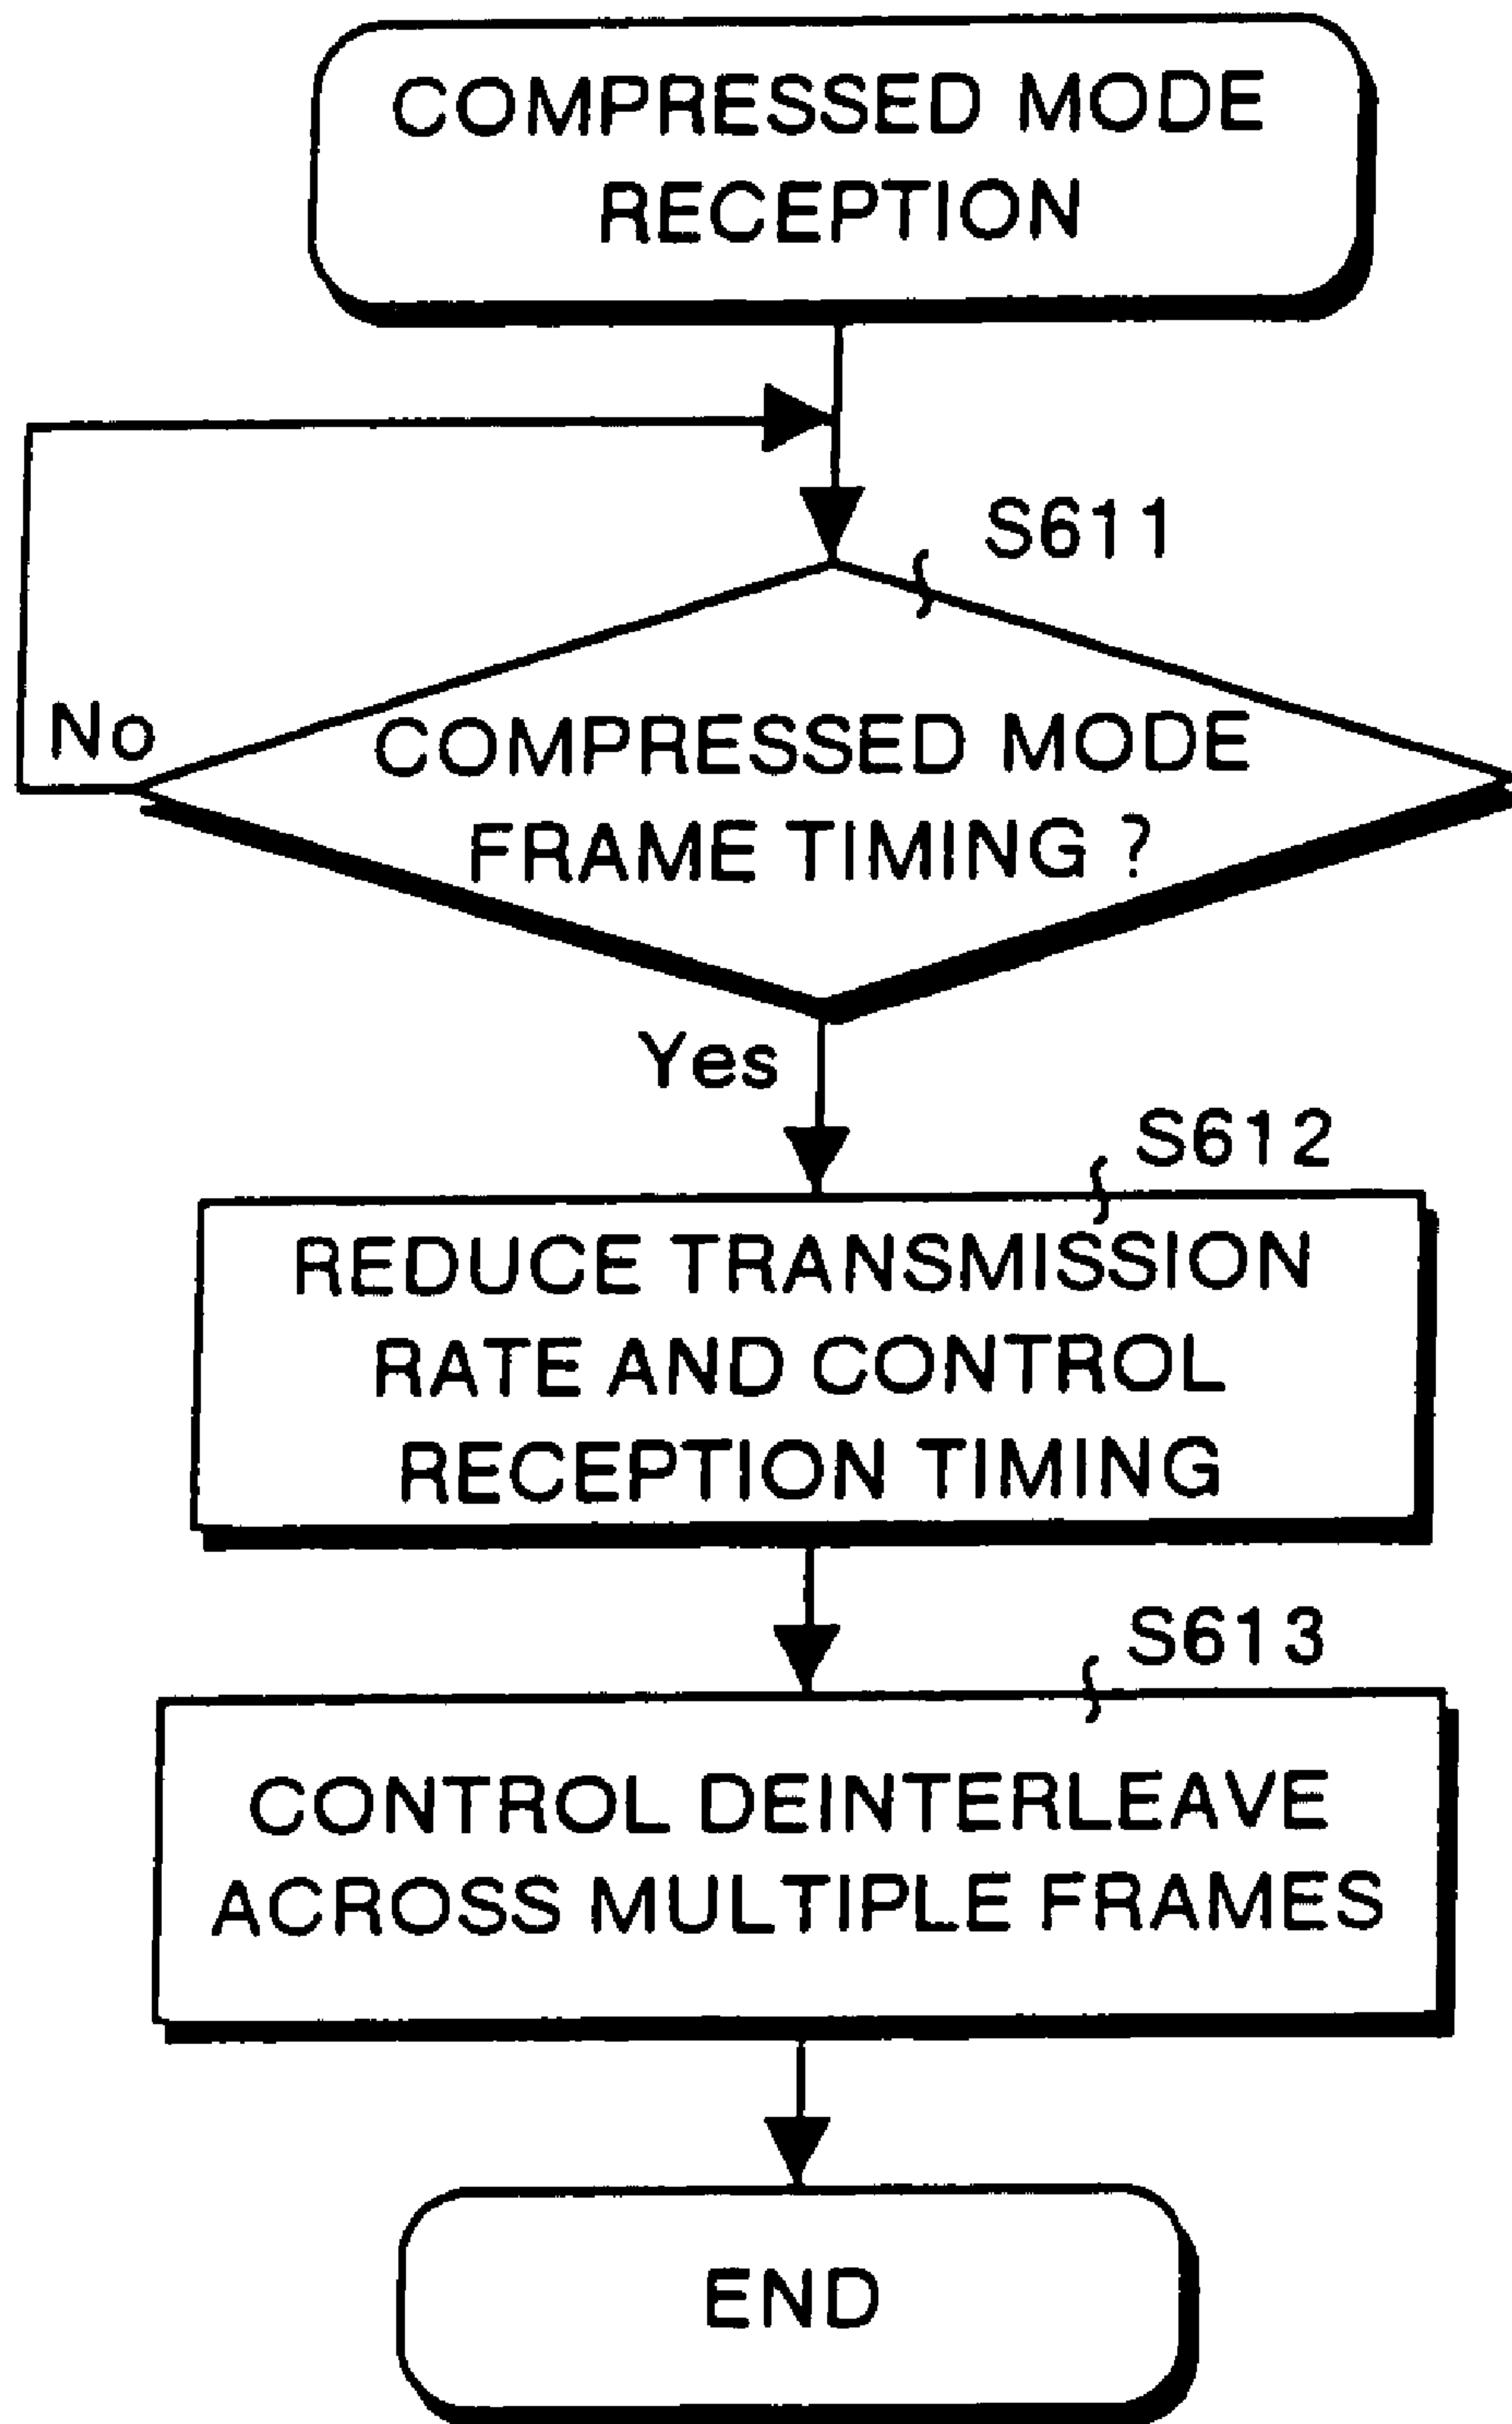 COMPRESSED MODE
RECEPTION
S611
No
COMPRESSED MODE
FRAME TIMING ?
Yes
S612
REDUCE TRANSMISSION
RATE AND CONTROL
RECEPTION TIMING
S613
CONTROL DEINTERLEAVE
ACROSS MULTIPLE FRAMES
END